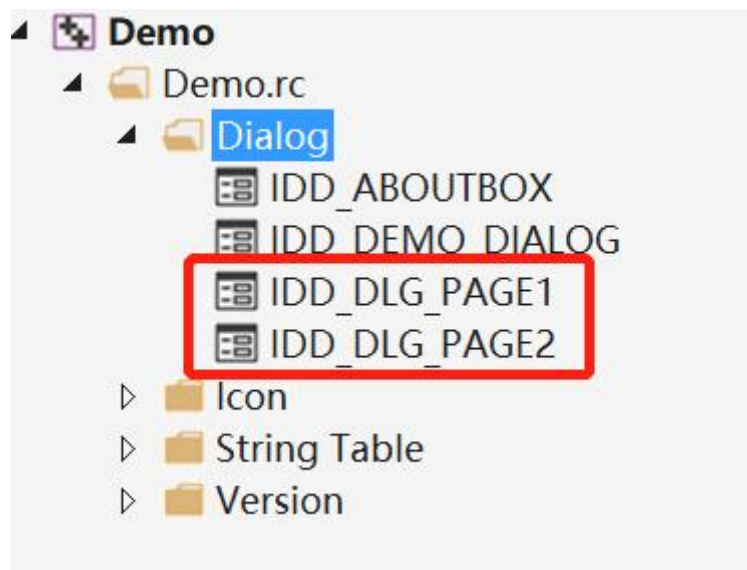 Demo
Demo.rc
Dialog
IDD_ABOUTBOX
IDD_DEMO_DIALOG
IDD_DLG_PAGE1
IDD_DLG_PAGE2
Icon
String Table
Version